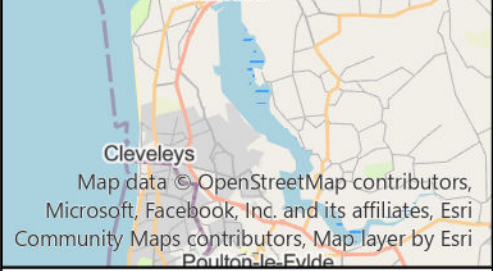 Cleveleys
Map data © OpenStreetMap contributors,
Microsoft, Facebook, Inc. and its affiliates, Esri
Community Maps contributors, Map layer by Esri
Poulton-le-Fylde